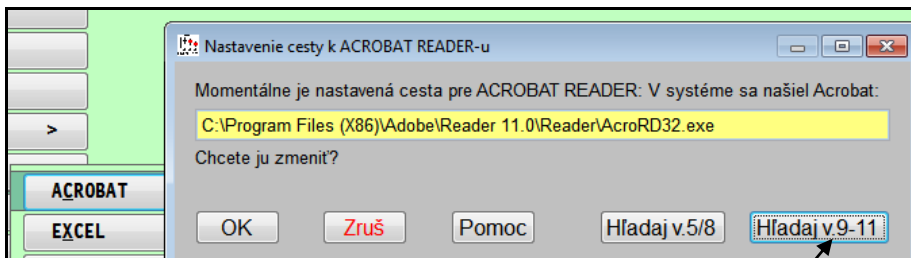 Nastavenie cesty k ACROBAT READER-u
Momentálne je nastavená cesta pre ACROBAT READER: V systéme sa našiel Acrobat:
C:\Program Files (X86)\Adobe\Reader 11.0\Reader\AcroRD32.exe
Chcete ju zmeniť?
>
ACROBAT
EXCEL
OK Zruš Pomoc Hľadaj v.5/8 Hľadaj v.9-11